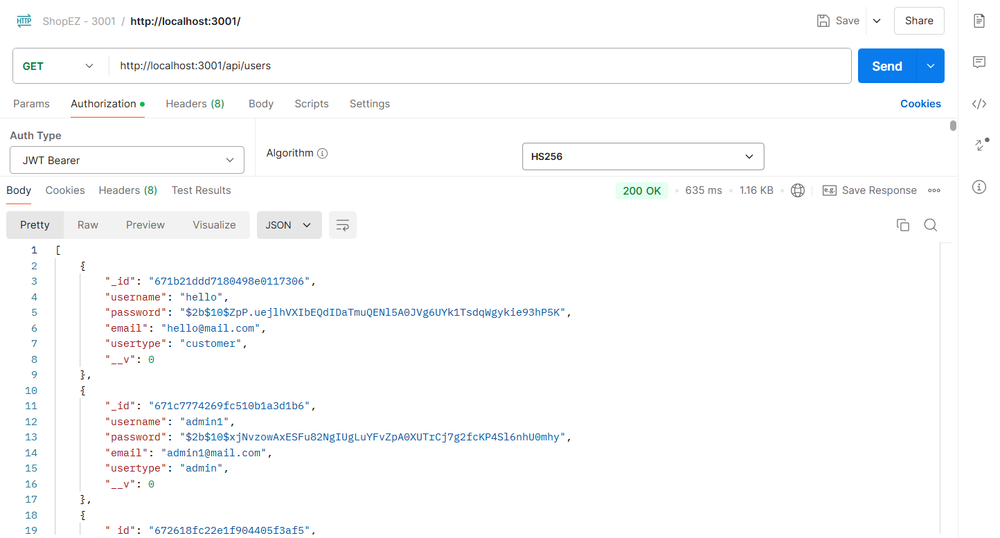 HTTP ShopEZ - 3001 / http://localhost:3001/ Save Share
GET http://localhost:3001/api/users Send
Params Authorization Headers (8) Body Scripts Settings Cookies
Auth Type
JWT Bearer
Algorithm HS256
Body Cookies Headers (8) Test Results 200 OK 635 ms 1.16 KB e.g. Save Response
Pretty Raw Preview Visualize JSON
1 [
2 {
3 "_id": "671b21ddd7180498e0117306",
4 "username": "hello",
5 "password": "$2b$10$ZpP.uejlhVXIbEQdIDaTmuQENl5A0JVg6UYk1TsdqWgykie93hP5K",
6 "email": "hello@mail.com",
7 "usertype": "customer",
8 "__v": 0
9 },
10 {
11 "_id": "671c7774269fc510b1a3d1b6",
12 "username": "admin1",
13 "password": "$2b$10$xjNvzowAxESFu82NgIUgLuYFvZpA0XUTrCj7g2fcKP4Sl6nhU0mhy",
14 "email": "admin1@mail.com",
15 "usertype": "admin",
16 "__v": 0
17 },
18 {
19 "_id": "672618fc22e1f904405f3af5",